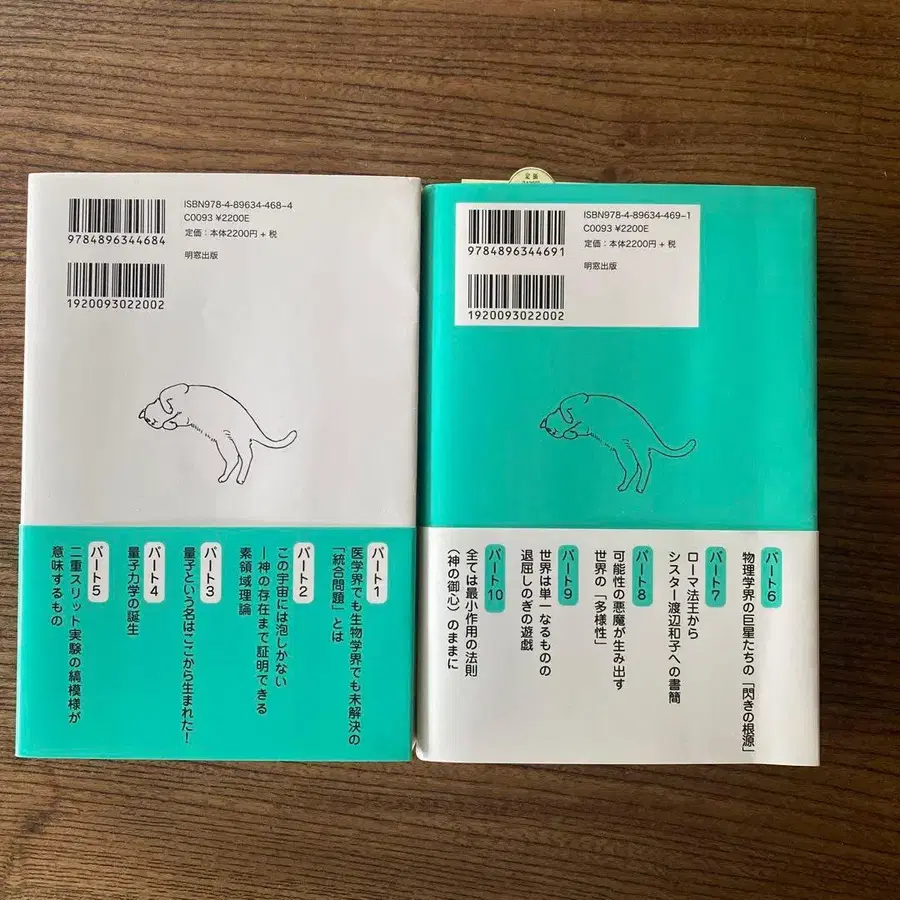 ISBN978-4-89634-468-4
C0093 ¥2200E
定価：本体2200円＋税
明窓出版
9784896344684
1920093022002
パート1
医学界でも生物学界でも未解決の
「統合問題」とは
パート2
この宇宙には泡しかない
―神の存在まで証明できる
素領域理論
パート3
量子という名はここから生まれた！
パート4
量子力学の誕生
パート5
二重スリット実験の縞模様が
意味するもの
定価
ISBN978-4-89634-469-1
C0093 ¥2200E
定価：本体2200円＋税
明窓出版
9784896344691
1920093022002
パート6
物理学界の巨星たちの「閃きの根源」
パート7
ローマ法王から
シスター渡辺和子への書簡
パート8
可能性の悪魔が生み出す
世界の「多様性」
パート9
世界は単一なるものの
退屈しのぎの遊戯
パート10
全ては最小作用の法則
（神の御心）のままに